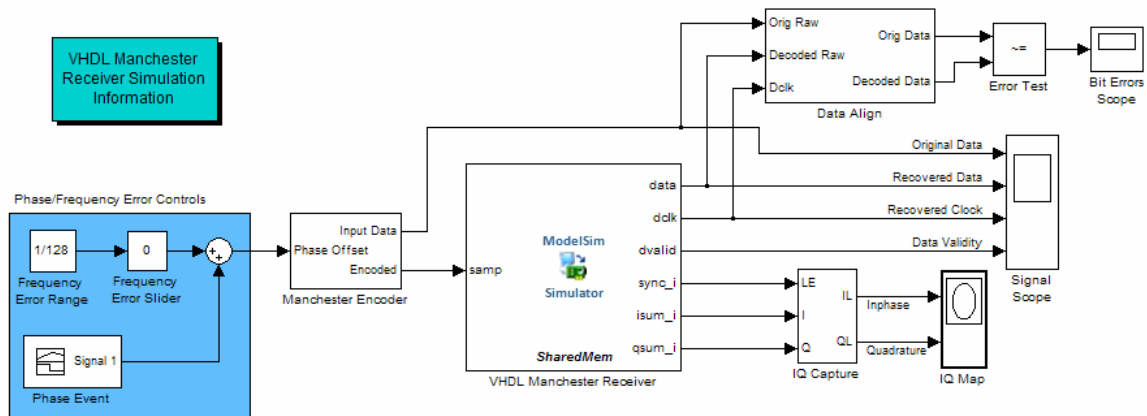 VHDL Manchester
Receiver Simulation
Information
Orig Raw
Decoded Raw
Dclk
Orig Data
Decoded Data
Data Align
~=
Error Test
Bit Errors
Scope
Original Data
Recovered Data
Recovered Clock
Data Validity
Signal
Scope
Phase/Frequency Error Controls
1/128
Frequency
Error Range
0
Frequency
Error Slider
+
+
Signal 1
Phase Event
Input Data
Phase Offset
Encoded
Manchester Encoder
samp
ModelSim
Simulator
SharedMem
data
dclk
dvalid
sync_i
isum_i
qsum_i
VHDL Manchester Receiver
LE
I
Q
IL
QL
IQ Capture
Inphase
Quadrature
IQ Map